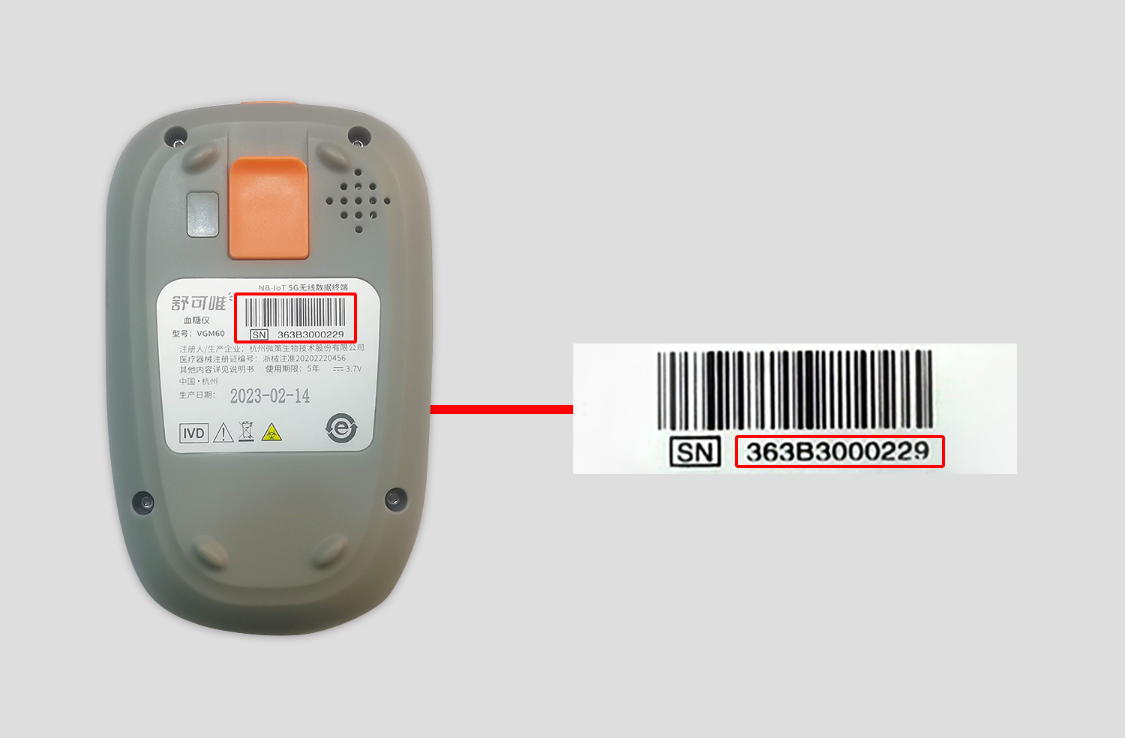 NB-IoT 5G无线数据终端
舒可唯
血糖仪
SN 363B3000229
型号：VGM60
注册人/生产企业：杭州微策生物技术股份有限公司
医疗器械注册证编号：浙械注准20202220456
其他内容详见说明书 使用期限：5年 3.7V
中国·杭州
生产日期：2023-02-14
IVD
SN 363B3000229